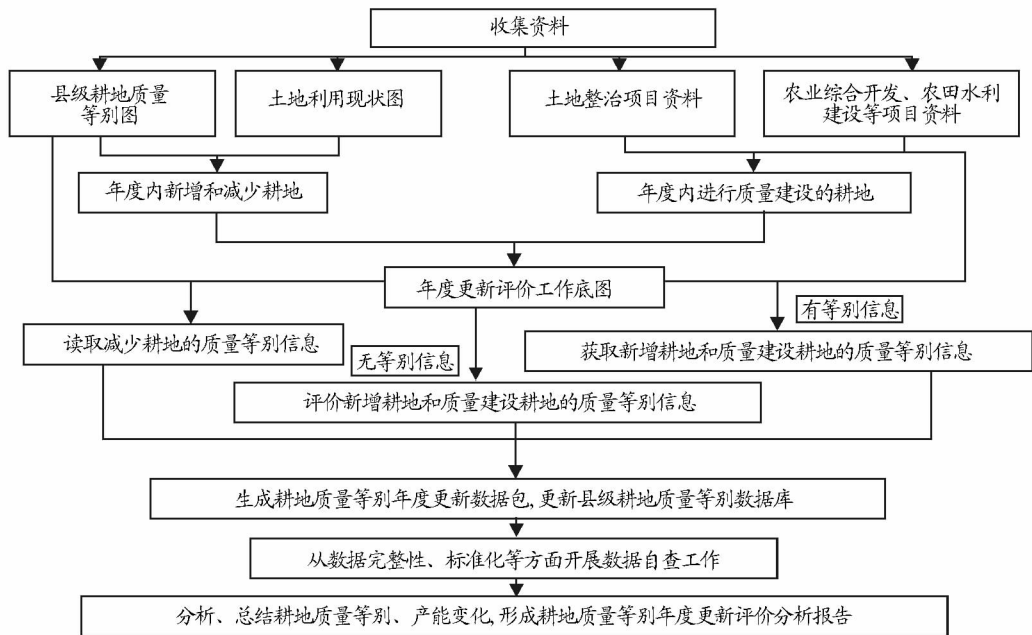 收集资料
县级耕地质量
等别图
土地利用现状图
土地整治项目资料
农业综合开发、农田水利
建设等项目资料
年度内新增和减少耕地
年度内进行质量建设的耕地
年度更新评价工作底图
有等别信息
读取减少耕地的质量等别信息
无等别信息
获取新增耕地和质量建设耕地的质量等别信息
评价新增耕地和质量建设耕地的质量等别信息
生成耕地质量等别年度更新数据包,更新县级耕地质量等别数据库
从数据完整性、标准化等方面开展数据自查工作
分析、总结耕地质量等别、产能变化,形成耕地质量等别年度更新评价分析报告